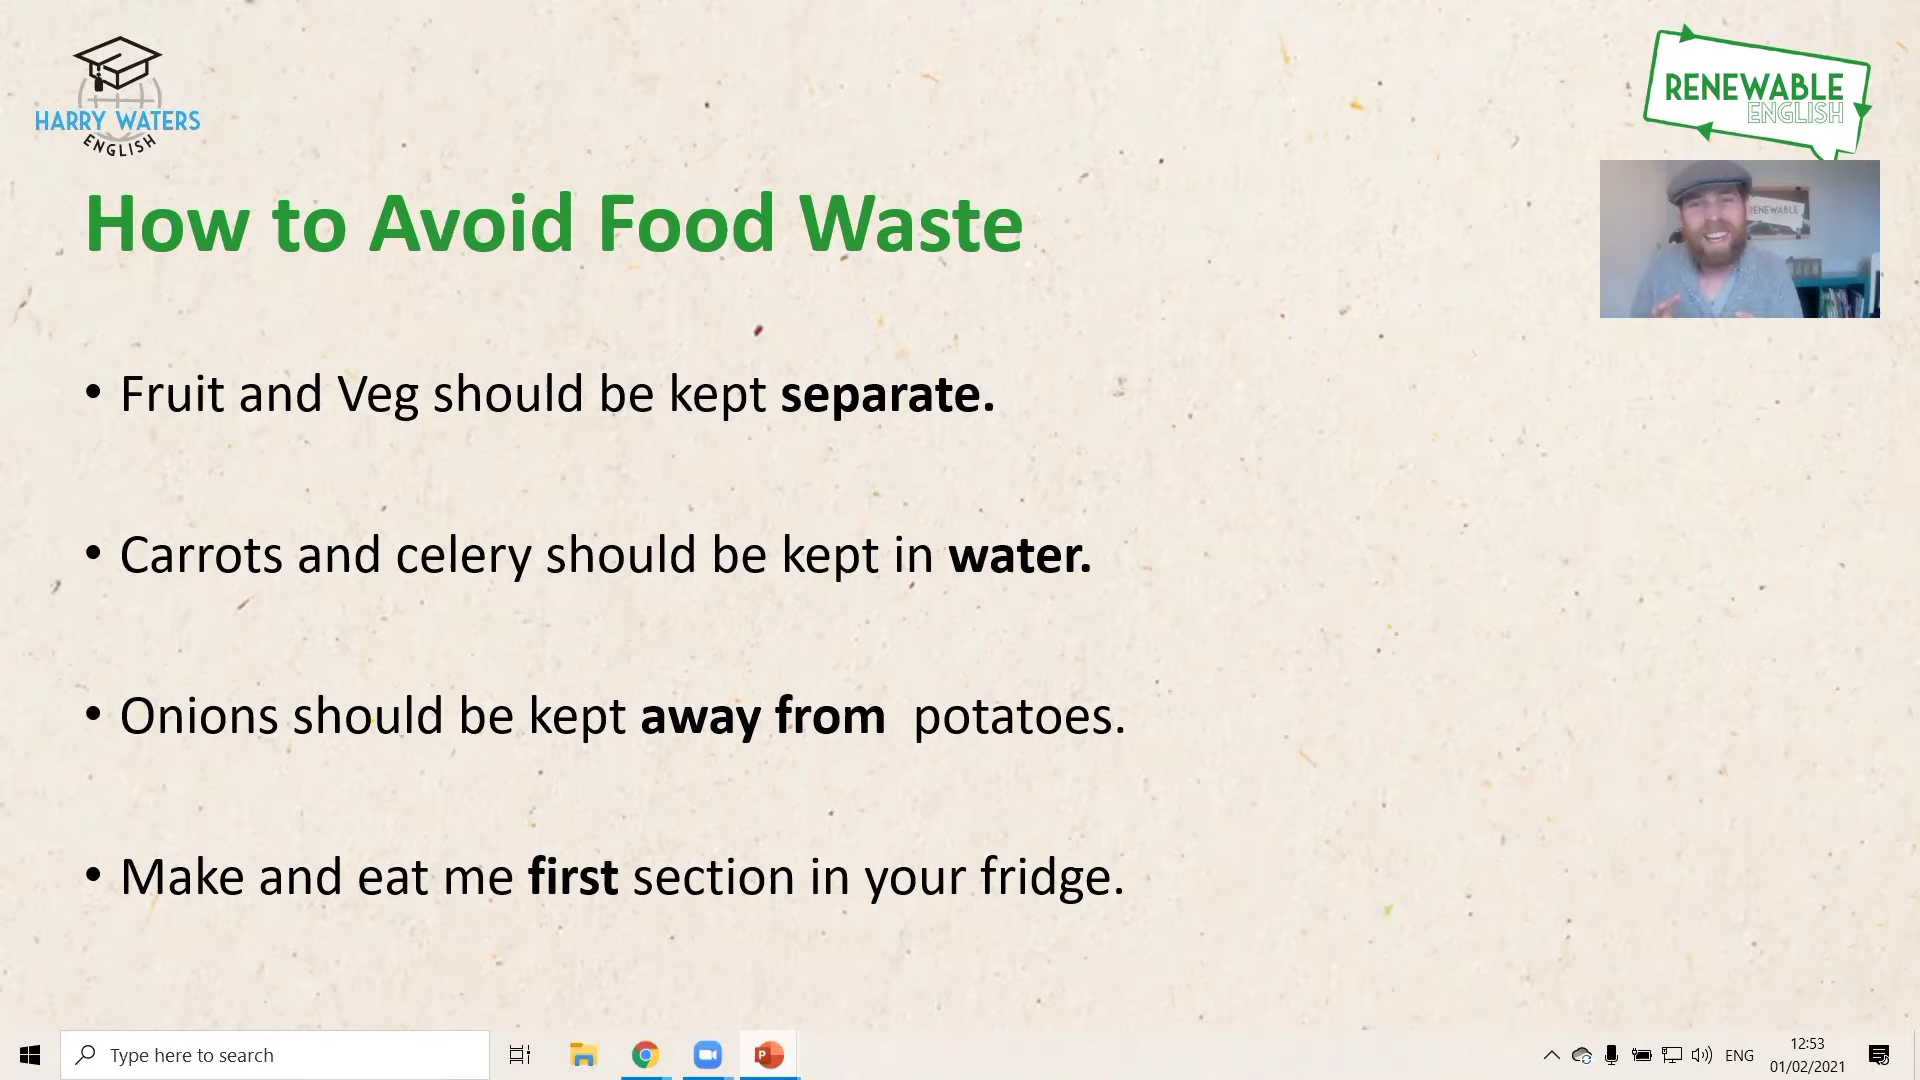 HARRY WATERS
ENGLISH
RENEWABLE
ENGLISH
RENEWABLE
How to Avoid Food Waste
• Fruit and Veg should be kept separate.
• Carrots and celery should be kept in water.
• Onions should be kept away from potatoes.
• Make and eat me first section in your fridge.
Type here to search
ENG
12:53
01/02/2021